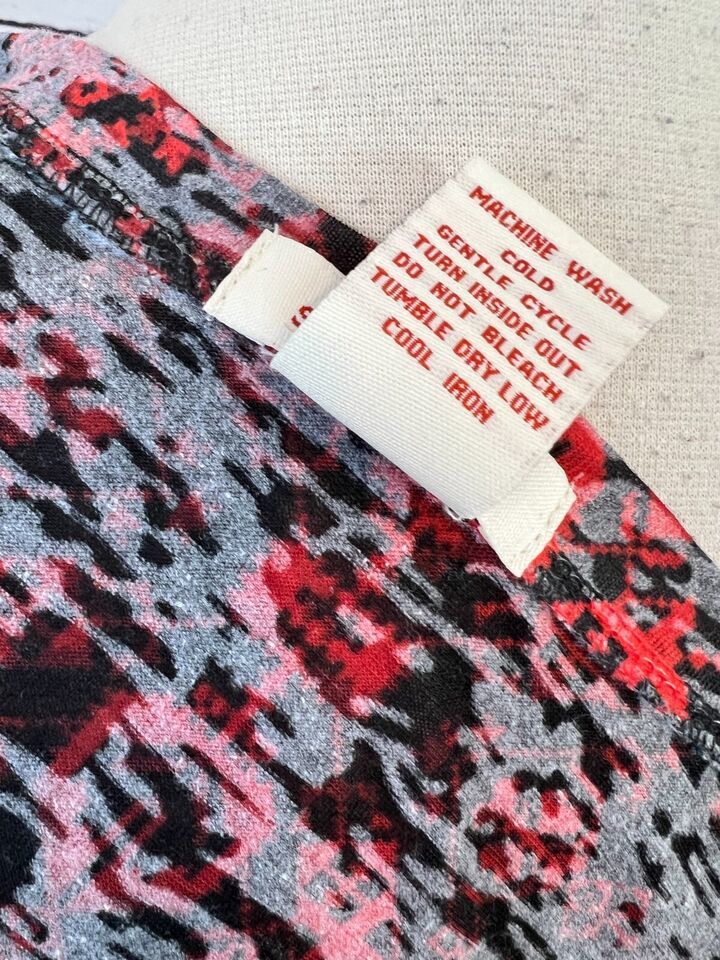 MACHINE WASH
COLD
GENTLE CYCLE
TURN INSIDE OUT
DO NOT BLEACH
TUMBLE DRY LOW
COOL IRON
S